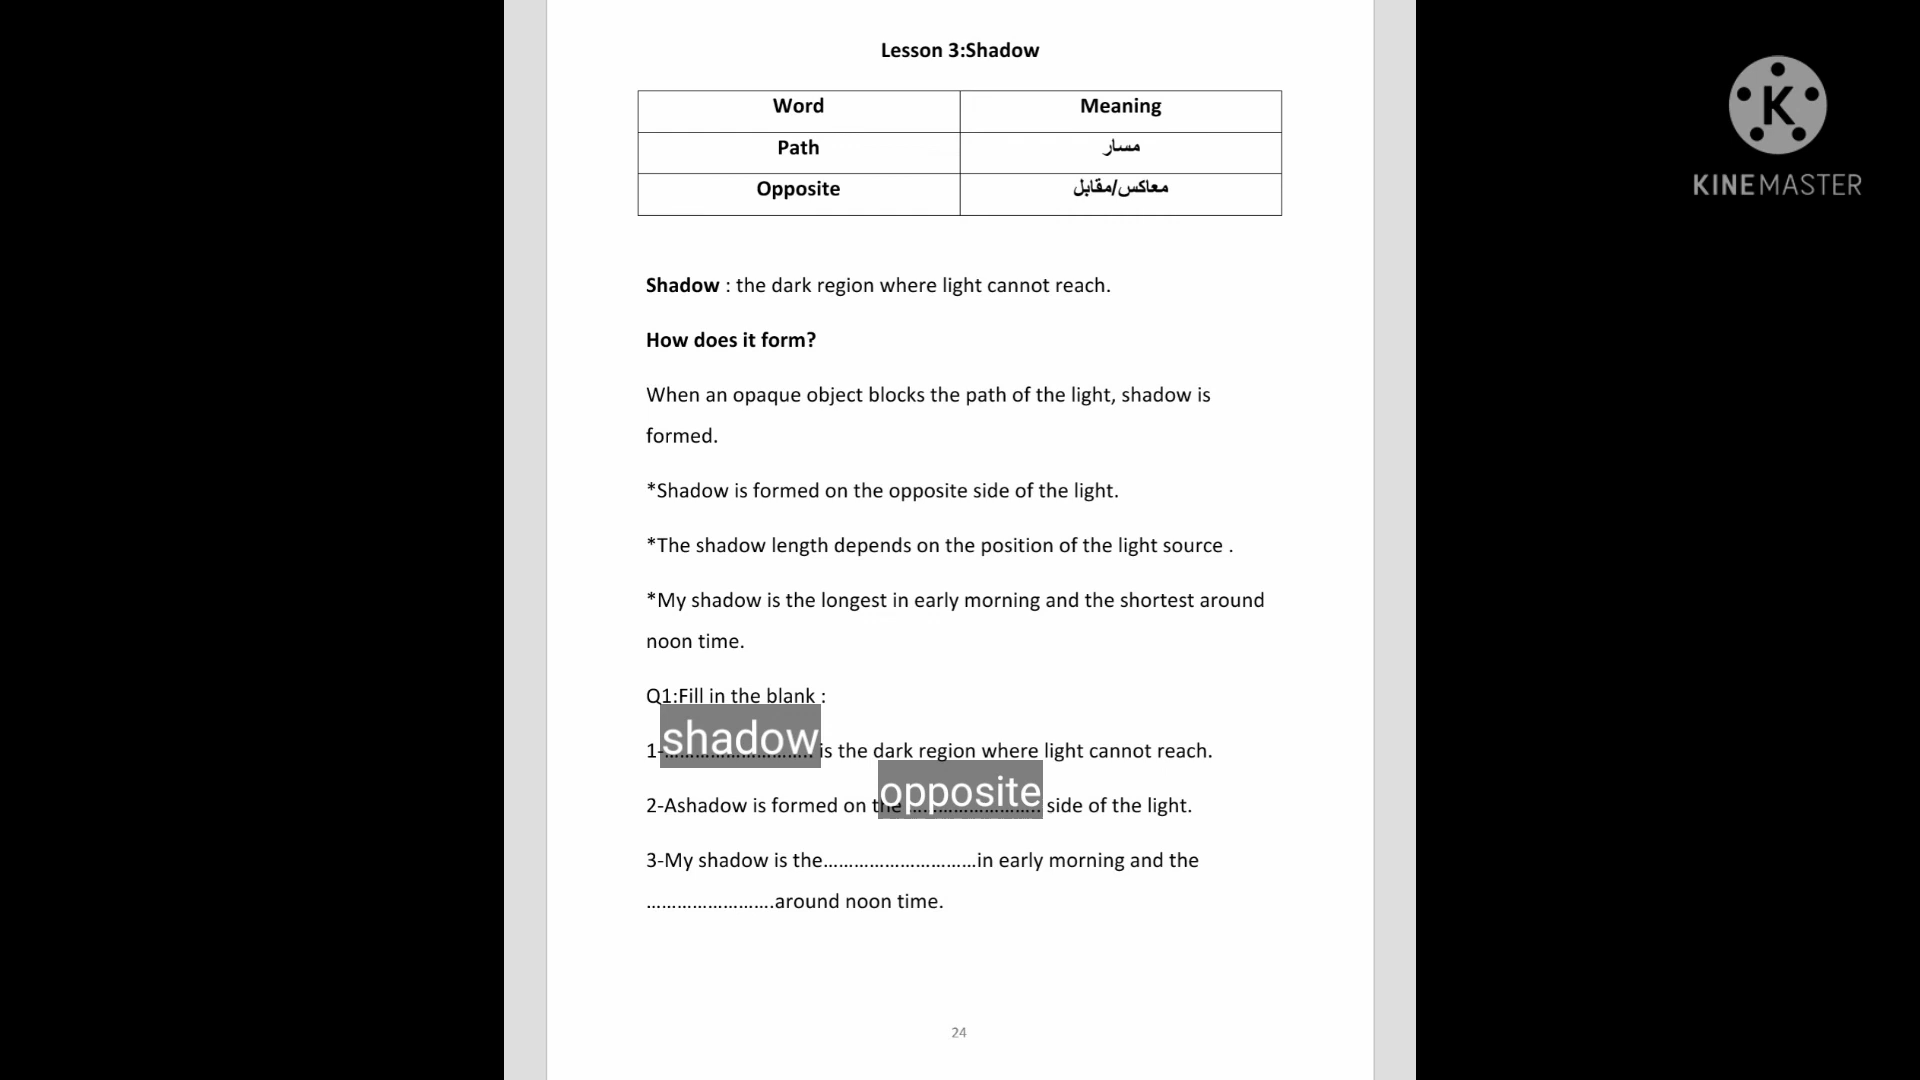 Lesson 3:Shadow
Word Meaning
Path مسار
Opposite معاكس/مقابل
Shadow : the dark region where light cannot reach.
How does it form?
When an opaque object blocks the path of the light, shadow is
formed.
*Shadow is formed on the opposite side of the light.
*The shadow length depends on the position of the light source .
*My shadow is the longest in early morning and the shortest around
noon time.
Q1:Fill in the blank :
1-shadow is the dark region where light cannot reach.
2-Ashadow is formed on the opposite side of the light.
3-My shadow is the…………………………in early morning and the
…………………….around noon time.
24
K
KINEMASTER